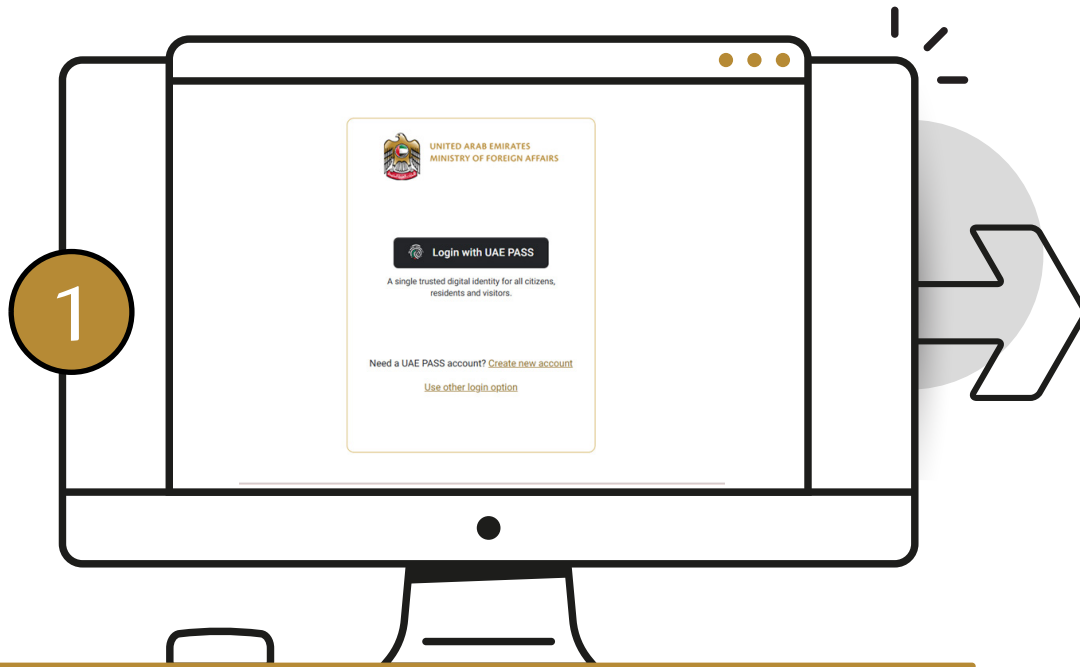 UNITED ARAB EMIRATES
MINISTRY OF FOREIGN AFFAIRS
1
Login with UAE PASS
A single trusted digital identity for all citizens,
residents and visitors.
Need a UAE PASS account? Create new account
Use other login option